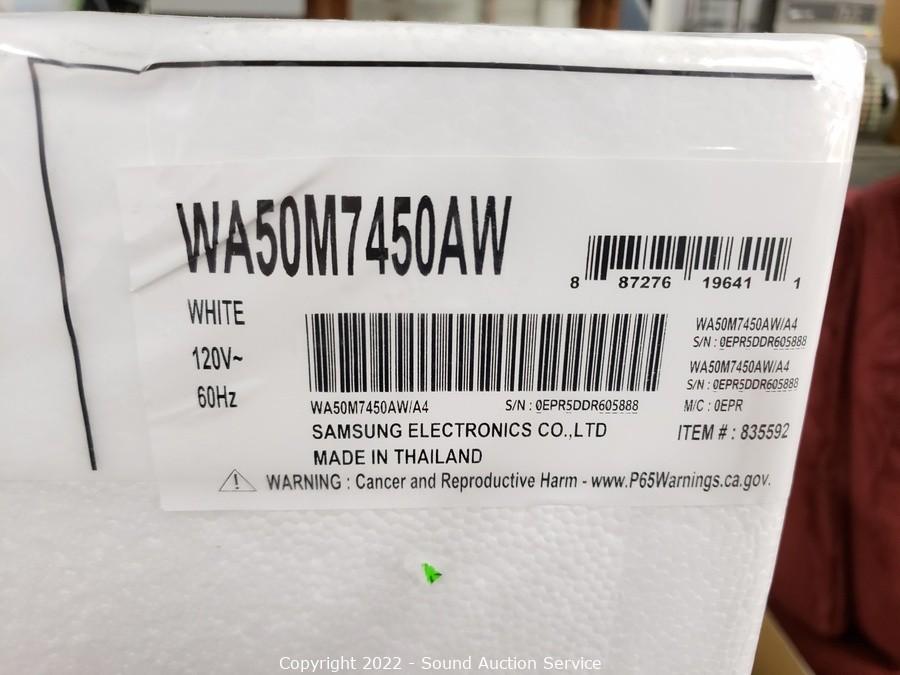 WA50M7450AW
8 87276 19641 1
WHITE
120V~
60Hz
WA50M7450AW/A4 S/N : 0EPR5DDR605888
WA50M7450AW/A4
S/N : 0EPR5DDR605888
WA50M7450AW/A4
S/N : 0EPR5DDR605888
M/C : 0EPR
SAMSUNG ELECTRONICS CO.,LTD
ITEM # : 835592
MADE IN THAILAND
WARNING : Cancer and Reproductive Harm - www.P65Warnings.ca.gov.
Copyright 2022 - Sound Auction Service